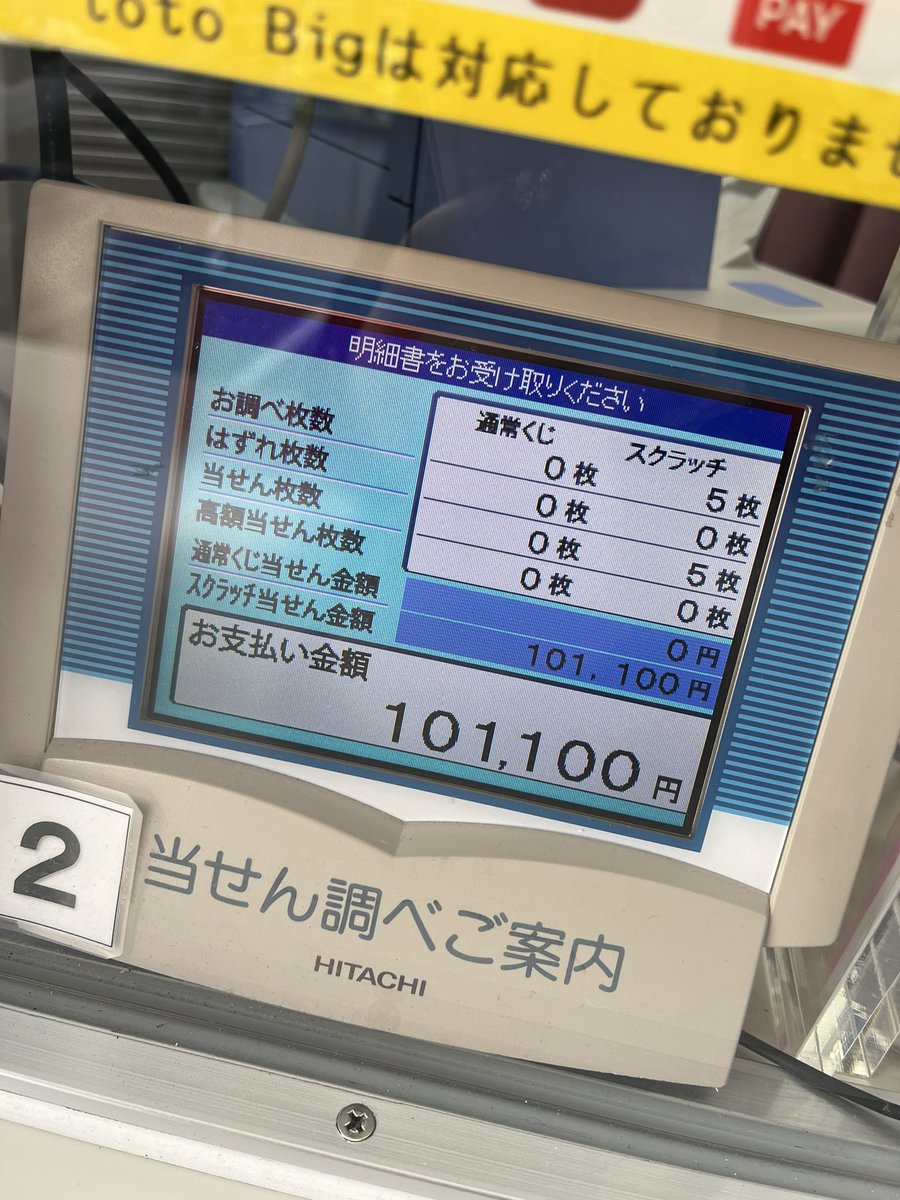 toto Bigは対応しておりませ
PAY
明細書をお受け取りください
通常くじ スクラッチ
お調べ枚数 0枚 5枚
はずれ枚数 0枚 0枚
当せん枚数 0枚 5枚
高額当せん枚数 0枚 0枚
通常くじ当せん金額 0円
スクラッチ当せん金額 101,100円
お支払い金額
101,100円
2
当せん調べご案内
HITACHI